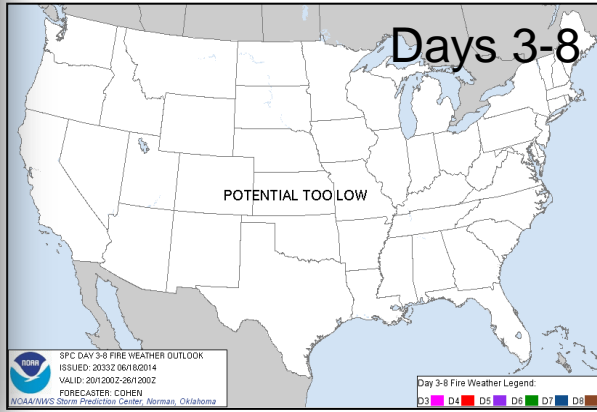 Days 3-8
POTENTIAL TOO LOW
NOAA
SPC DAY 3-8 FIRE WEATHER OUTLOOK
ISSUED: 2033Z 06/18/2014
VALID: 20/1200Z-26/1200Z
FORECASTER: COHEN
NOAA/NWS Storm Prediction Center, Norman, Oklahoma
Day 3-8 Fire Weather Legend:
D3 D4 D5 D6 D7 D8